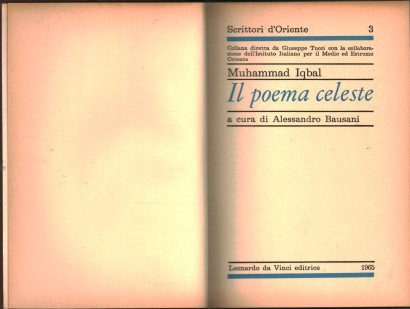 Scrittori d'Oriente 3
Collana diretta da Giuseppe Tucci con la collabora-
zione dell'Istituto Italiano per il Medio ed Estremo
Oriente
Muhammad Iqbal
Il poema celeste
a cura di Alessandro Bausani
Leonardo da Vinci editrice 1965